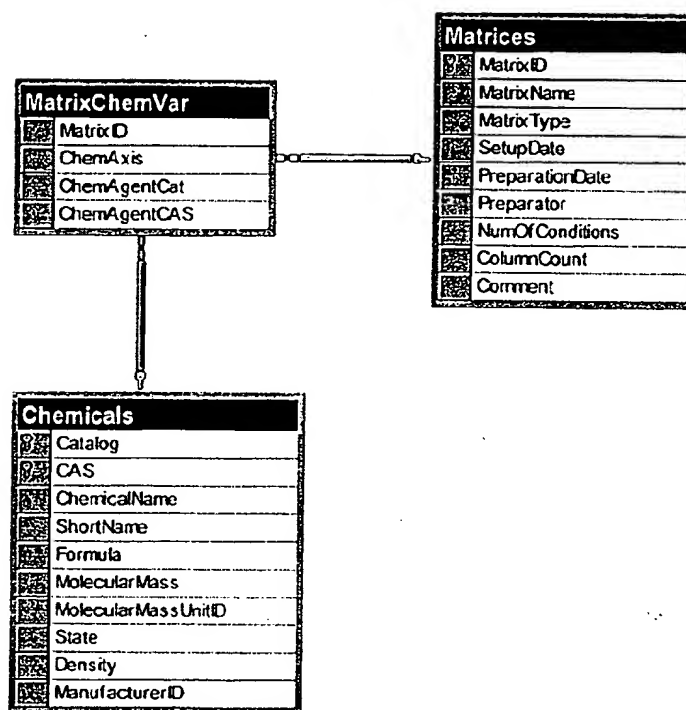 Matrices
MatrixID
MatrixName
MatrixType
SetupDate
PreparationDate
Preparator
NumOfConditions
ColumnCount
Comment
MatrixChemVar
MatrixID
ChemAxis
ChemAgentCat
ChemAgentCAS
Chemicals
Catalog
CAS
ChemicalName
ShortName
Formula
MolecularMass
MolecularMassUnitID
State
Density
ManufacturerID